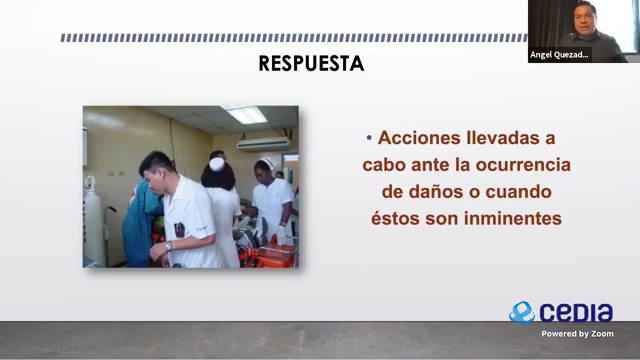 Angel Quezad...
RESPUESTA
• Acciones llevadas a
cabo ante la ocurrencia
de daños o cuando
éstos son inminentes
CEDIA
Powered by Zoom